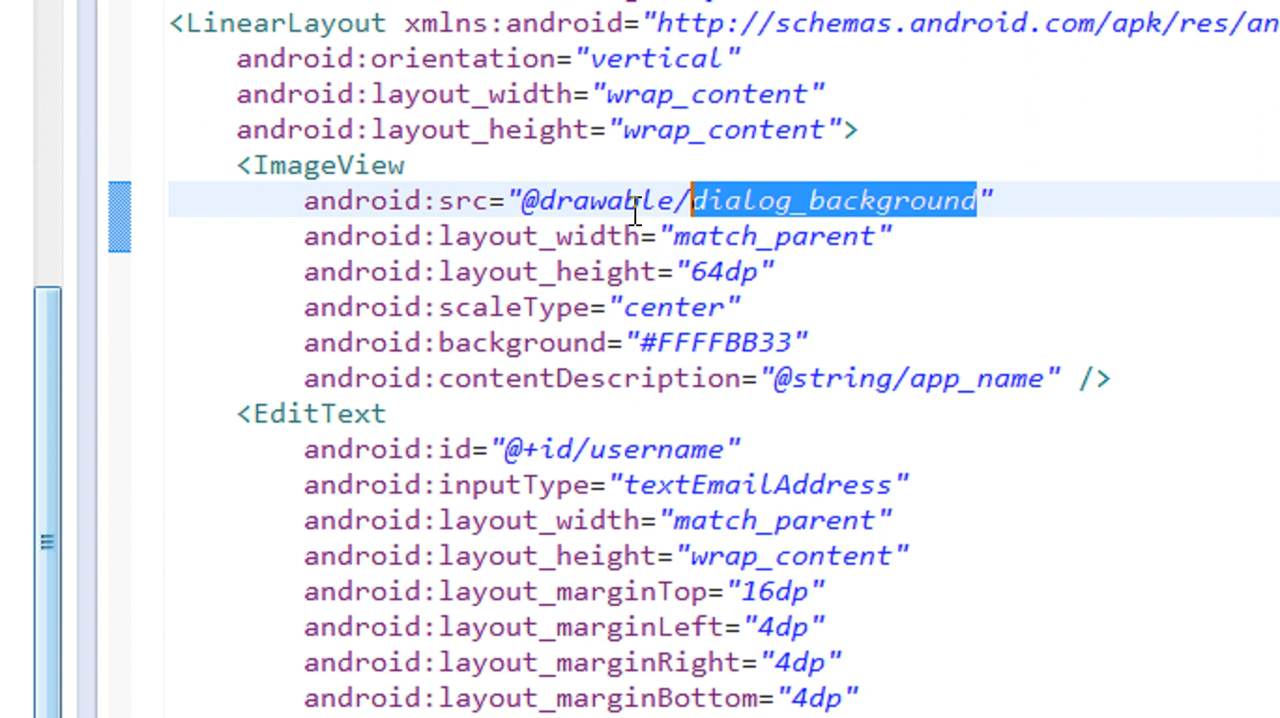 <LinearLayout xmlns:android="http://schemas.android.com/apk/res/an
android:orientation="vertical"
android:layout_width="wrap_content"
android:layout_height="wrap_content">
<ImageView
android:src="@drawable/dialog_background"
android:layout_width="match_parent"
android:layout_height="64dp"
android:scaleType="center"
android:background="#FFFFBB33"
android:contentDescription="@string/app_name" />
<EditText
android:id="@+id/username"
android:inputType="textEmailAddress"
android:layout_width="match_parent"
android:layout_height="wrap_content"
android:layout_marginTop="16dp"
android:layout_marginLeft="4dp"
android:layout_marginRight="4dp"
android:layout_marginBottom="4dp"